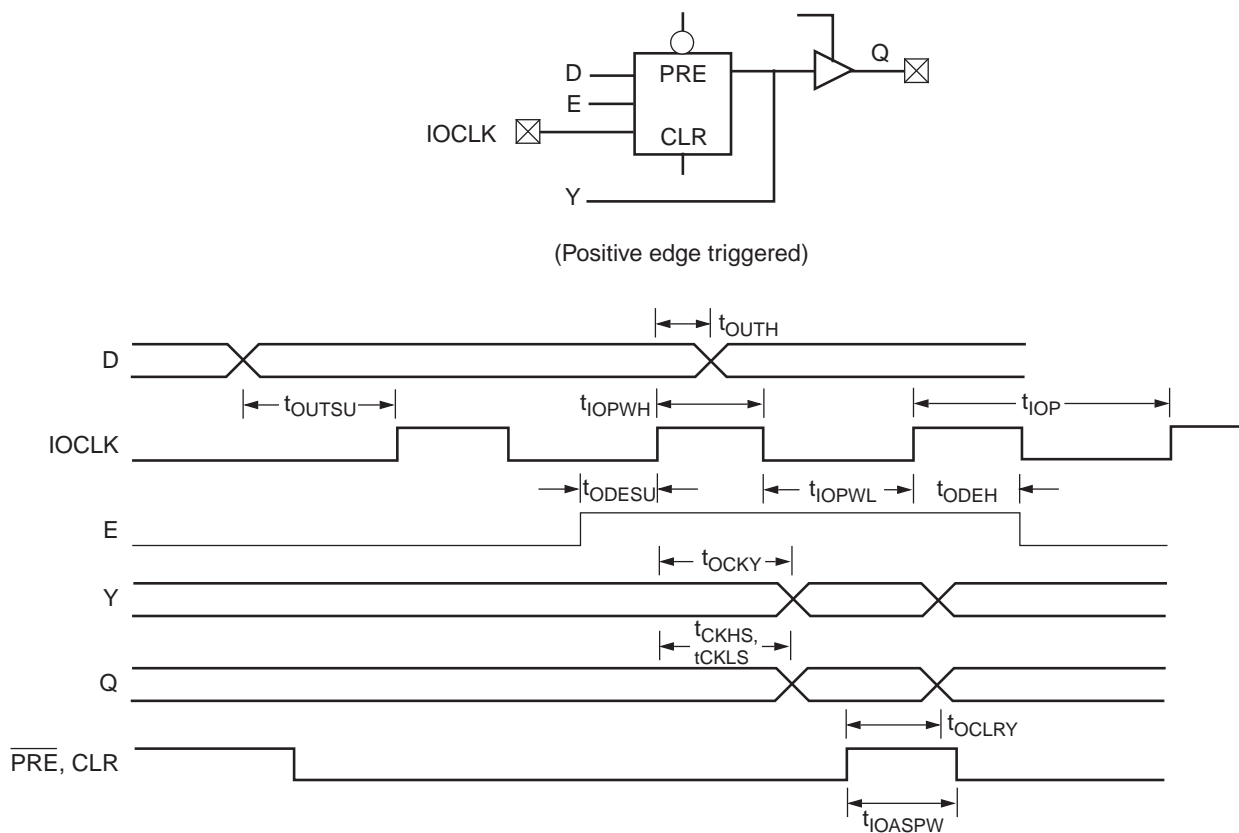 D
E
PRE
CLR
Q
IOCLK
Y
(Positive edge triggered)
tOUTH
D
tOUTSU
tIOPWH
tIOP
IOCLK
tODESU
tIOPWL
tODEH
E
tOCKY
Y
tCKHS,
tCKLS
Q
tOCLRY
PRE, CLR
tIOASPW